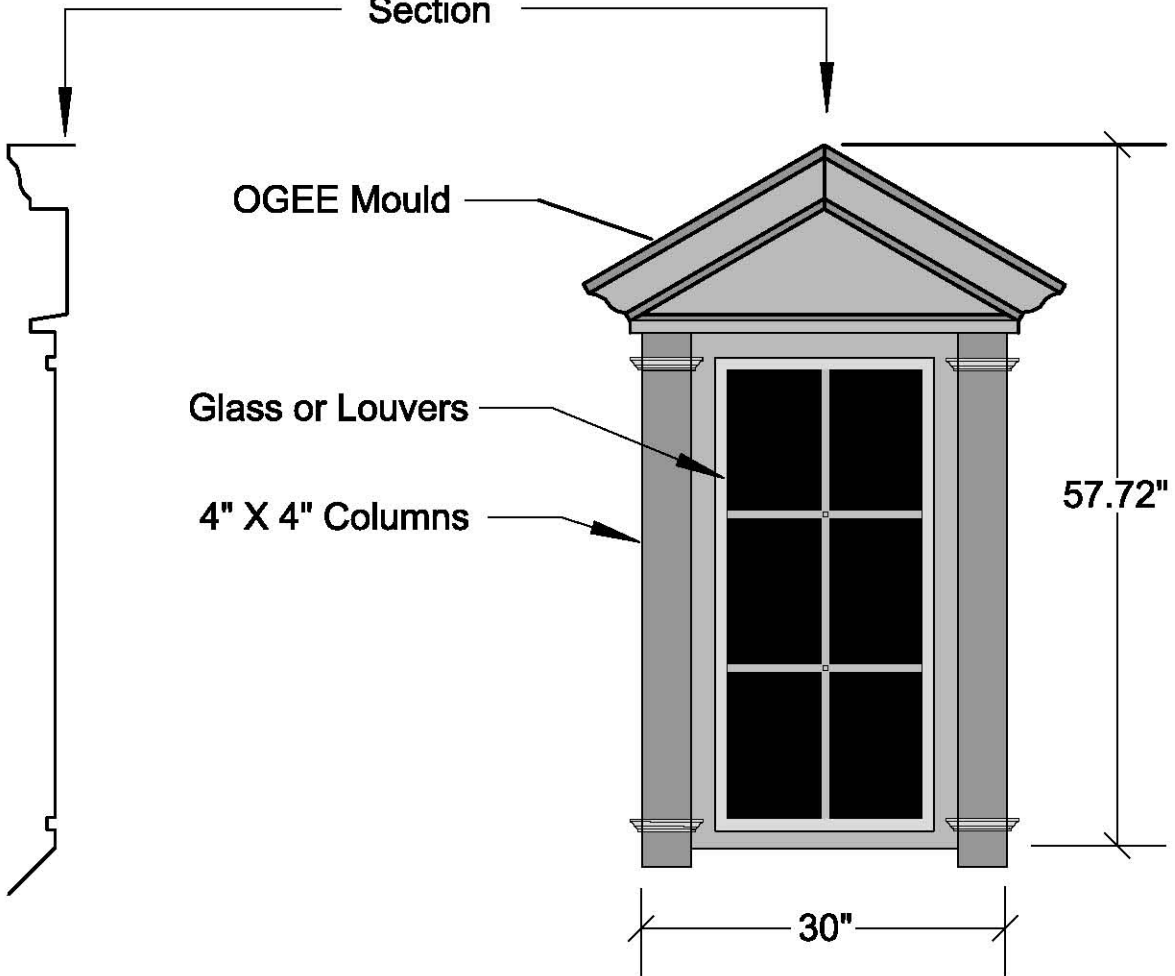 Section
OGEE Mould
Glass or Louvers
4" X 4" Columns
57.72"
30"